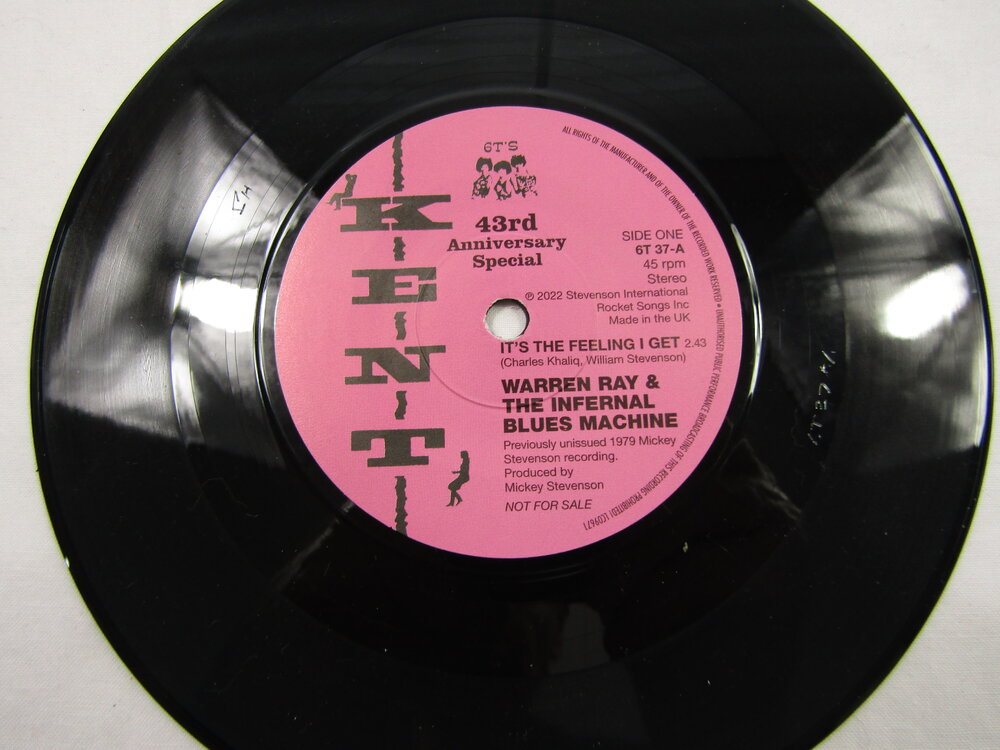 KENT
6T'S
43rd
Anniversary
Special
SIDE ONE
6T 37-A
45 rpm
Stereo
℗ 2022 Stevenson International
Rocket Songs Inc
Made in the UK
IT'S THE FEELING I GET 2.43
(Charles Khaliq, William Stevenson)
WARREN RAY &
THE INFERNAL
BLUES MACHINE
Previously unissued 1979 Mickey
Stevenson recording.
Produced by
Mickey Stevenson
NOT FOR SALE
ALL RIGHTS OF THE MANUFACTURER AND OF THE OWNER OF THE RECORDED WORK RESERVED • UNAUTHORISED PUBLIC PERFORMANCE BROADCASTING OF THIS RECORDING PROHIBITED! LC09671